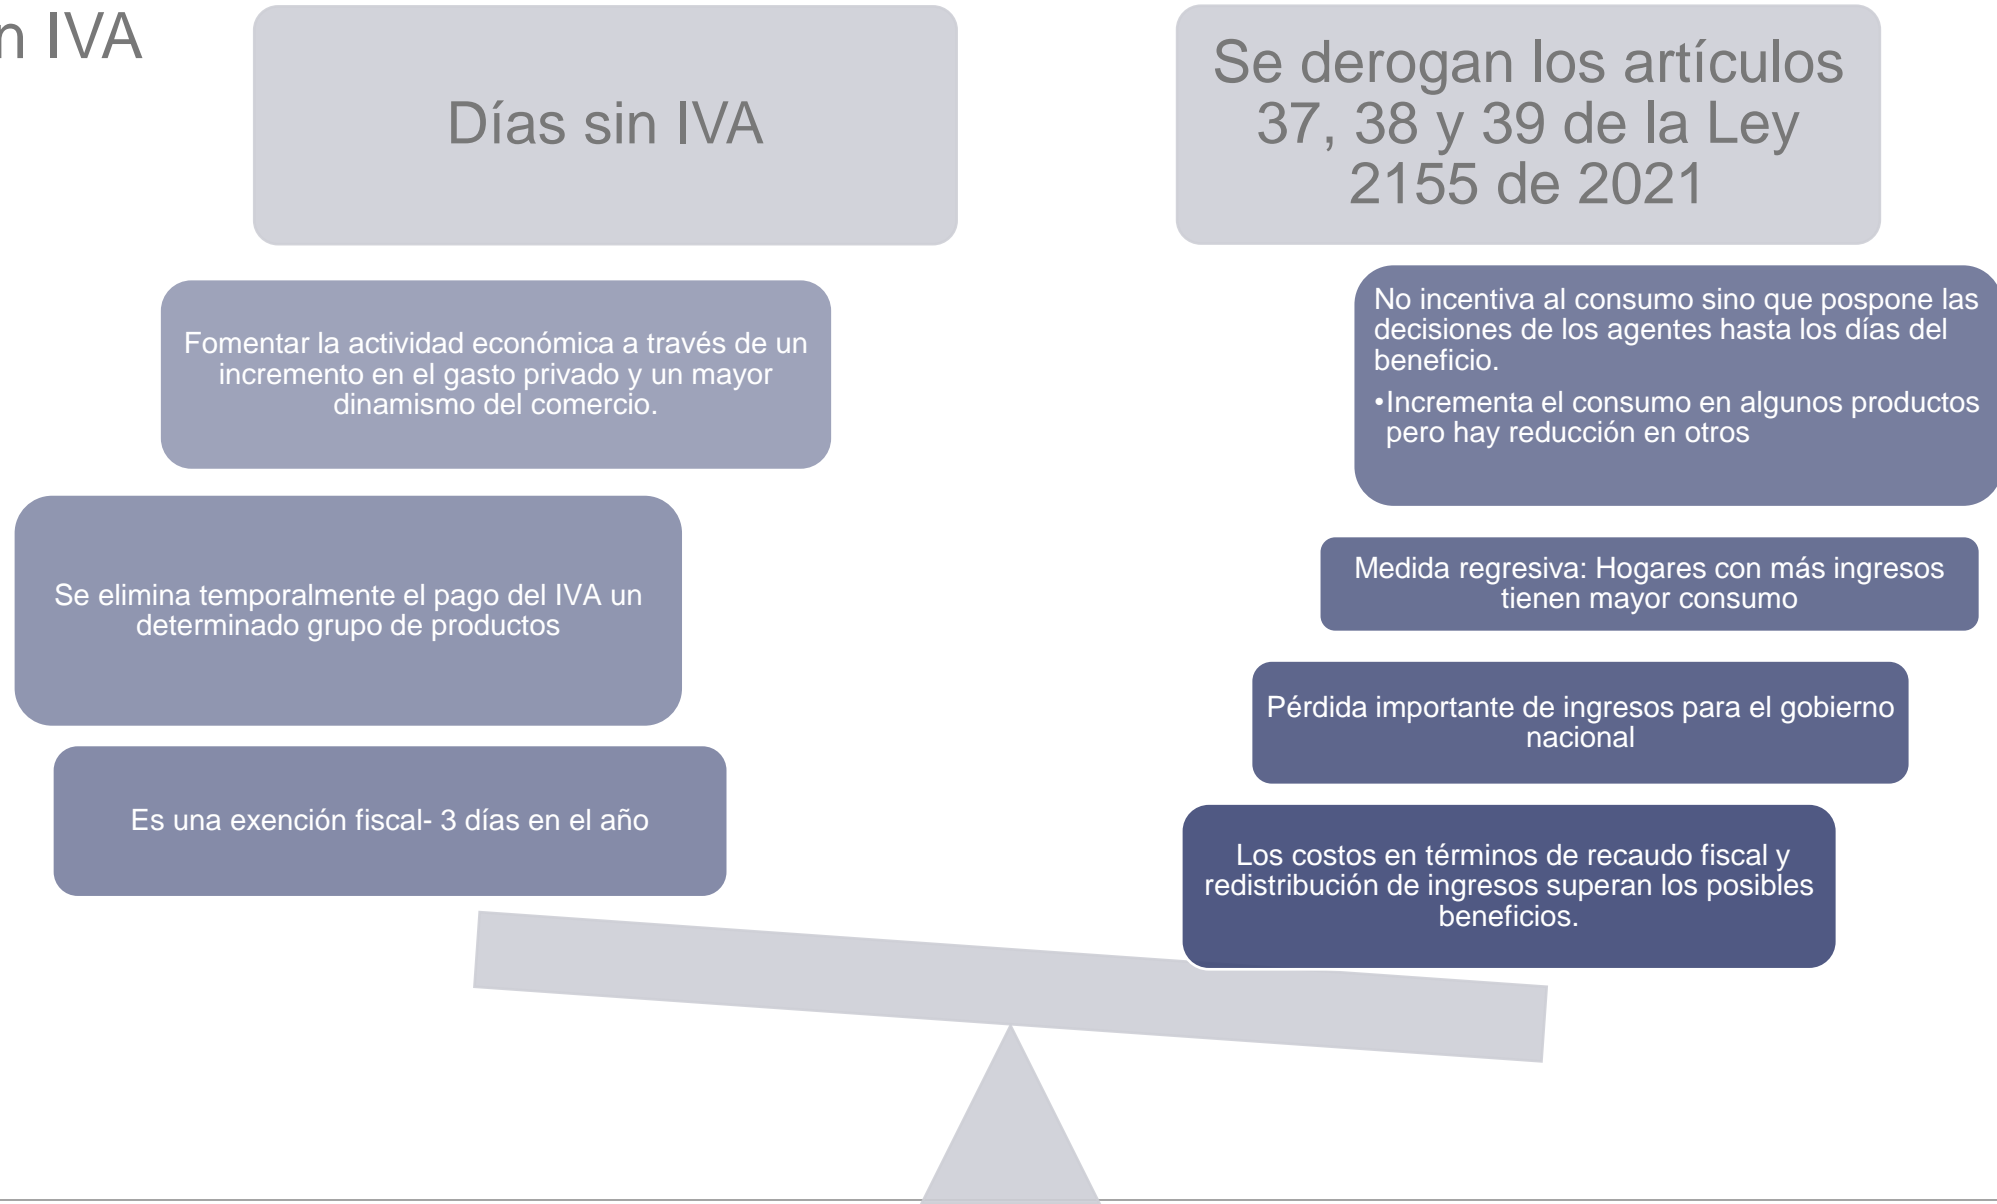 n IVA
Días sin IVA
Fomentar la actividad económica a través de un
incremento en el gasto privado y un mayor
dinamismo del comercio.
Se elimina temporalmente el pago del IVA un
determinado grupo de productos
Es una exención fiscal- 3 días en el año
Se derogan los artículos
37, 38 y 39 de la Ley
2155 de 2021
No incentiva al consumo sino que pospone las
decisiones de los agentes hasta los días del
beneficio.
•Incrementa el consumo en algunos productos
pero hay reducción en otros
Medida regresiva: Hogares con más ingresos
tienen mayor consumo
Pérdida importante de ingresos para el gobierno
nacional
Los costos en términos de recaudo fiscal y
redistribución de ingresos superan los posibles
beneficios.